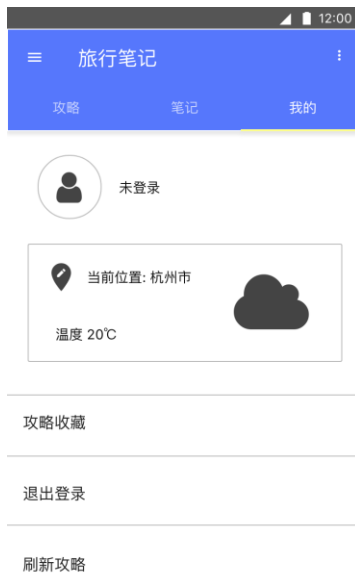 12:00
旅行笔记
攻略 笔记 我的
未登录
当前位置: 杭州市
温度 20℃
攻略收藏
退出登录
刷新攻略